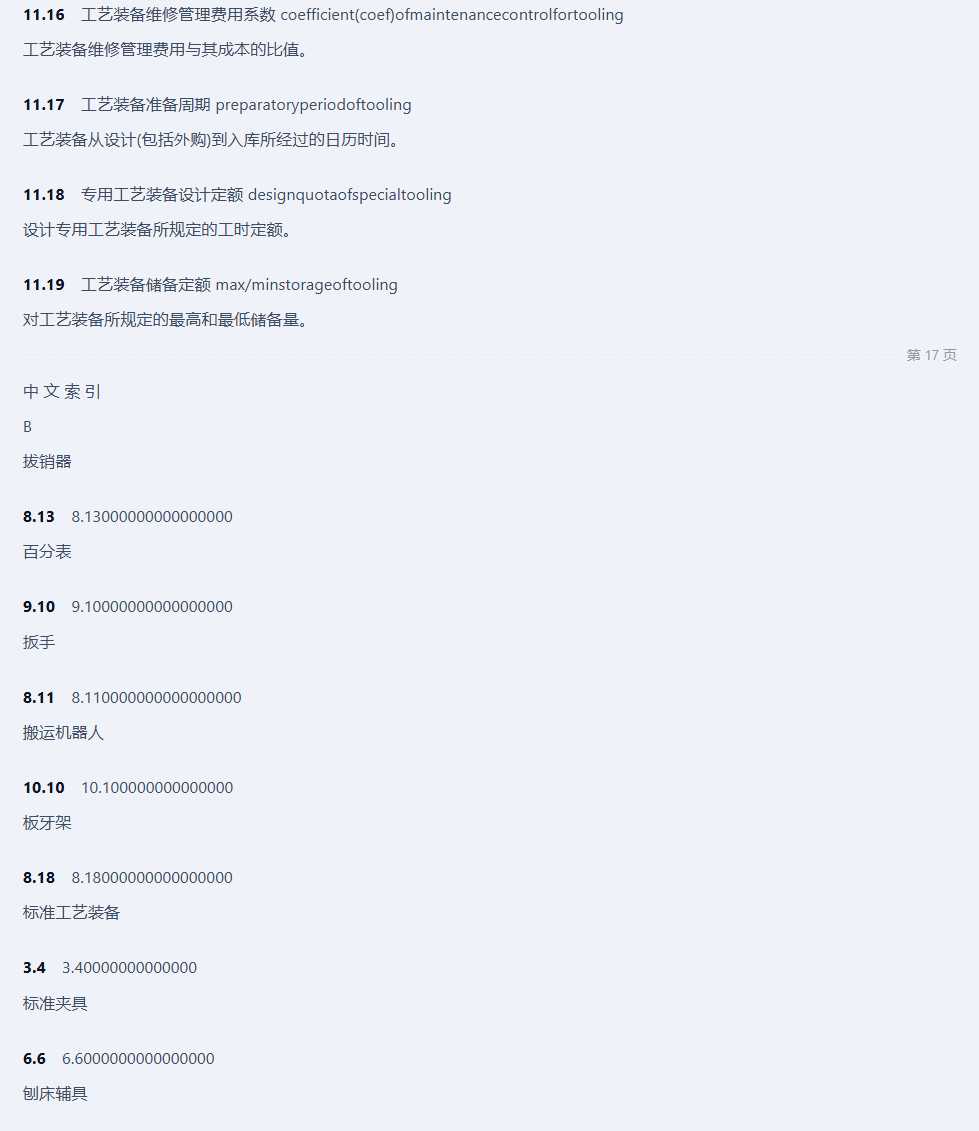 11.16 工艺装备维修管理费用系数 coefficient(coef)ofmaintenancecontrolfortooling
工艺装备维修管理费用与其成本的比值。
11.17 工艺装备准备周期 preparatoryperiodoftooling
工艺装备从设计(包括外购)到入库所经过的日历时间。
11.18 专用工艺装备设计定额 designquotaofspecialtooling
设计专用工艺装备所规定的工时定额。
11.19 工艺装备储备定额 max/minstorageoftooling
对工艺装备所规定的最高和最低储备量。
第 17 页
中 文 索 引
B
拔销器
8.13 8.13000000000000000
百分表
9.10 9.10000000000000000
扳手
8.11 8.110000000000000000
搬运机器人
10.10 10.100000000000000
板牙架
8.18 8.18000000000000000
标准工艺装备
3.4 3.40000000000000
标准夹具
6.6 6.6000000000000000
刨床辅具